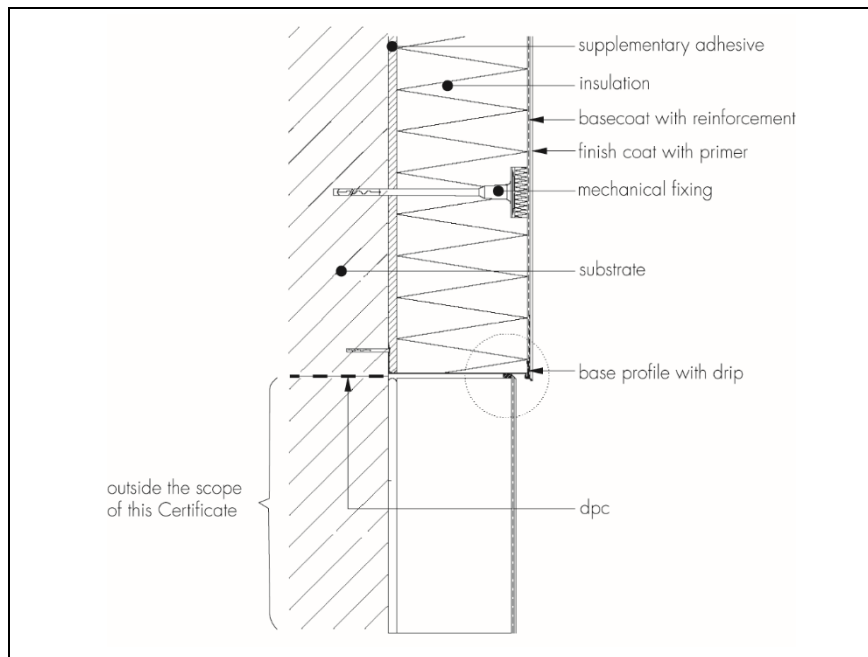 supplementary adhesive
insulation
basecoat with reinforcement
finish coat with primer
mechanical fixing
substrate
base profile with drip
outside the scope
of this Certificate
dpc